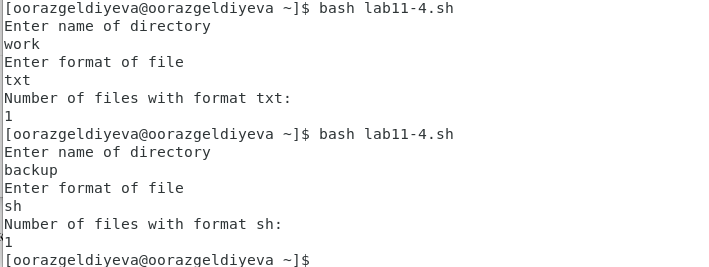 [oorazgeldiyeva@oorazgeldiyeva ~]$ bash lab11-4.sh
Enter name of directory
work
Enter format of file
txt
Number of files with format txt:
1
[oorazgeldiyeva@oorazgeldiyeva ~]$ bash lab11-4.sh
Enter name of directory
backup
Enter format of file
sh
Number of files with format sh:
1
[oorazgeldiyeva@oorazgeldiyeva ~]$